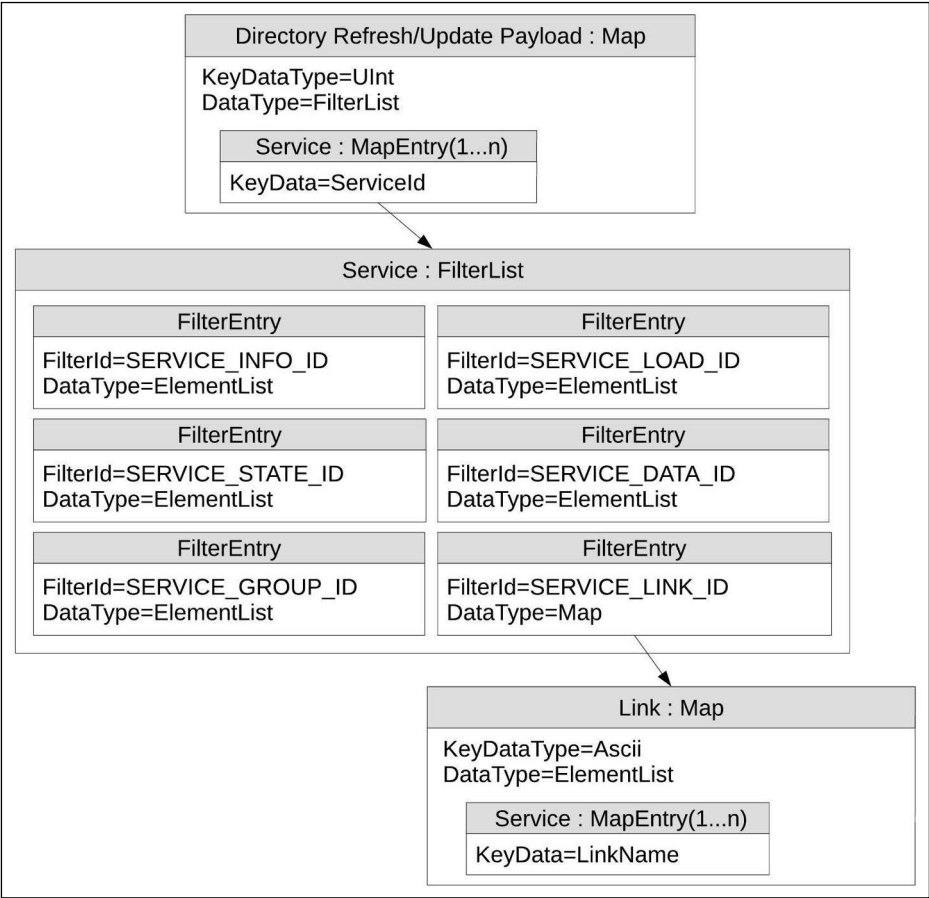 Directory Refresh/Update Payload : Map
KeyDataType=UInt
DataType=FilterList
Service : MapEntry(1...n)
KeyData=ServiceId
Service : FilterList
FilterEntry
FilterId=SERVICE_INFO_ID
DataType=ElementList
FilterEntry
FilterId=SERVICE_LOAD_ID
DataType=ElementList
FilterEntry
FilterId=SERVICE_STATE_ID
DataType=ElementList
FilterEntry
FilterId=SERVICE_DATA_ID
DataType=ElementList
FilterEntry
FilterId=SERVICE_GROUP_ID
DataType=ElementList
FilterEntry
FilterId=SERVICE_LINK_ID
DataType=Map
Link : Map
KeyDataType=Ascii
DataType=ElementList
Service : MapEntry(1...n)
KeyData=LinkName